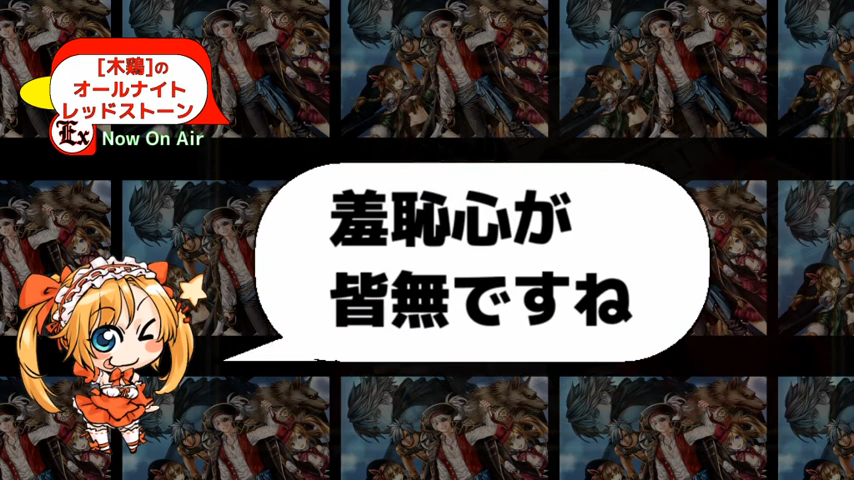 [木鶏]の
オールナイト
レッドストーン
Ex
Now On Air
羞恥心が
皆無ですね